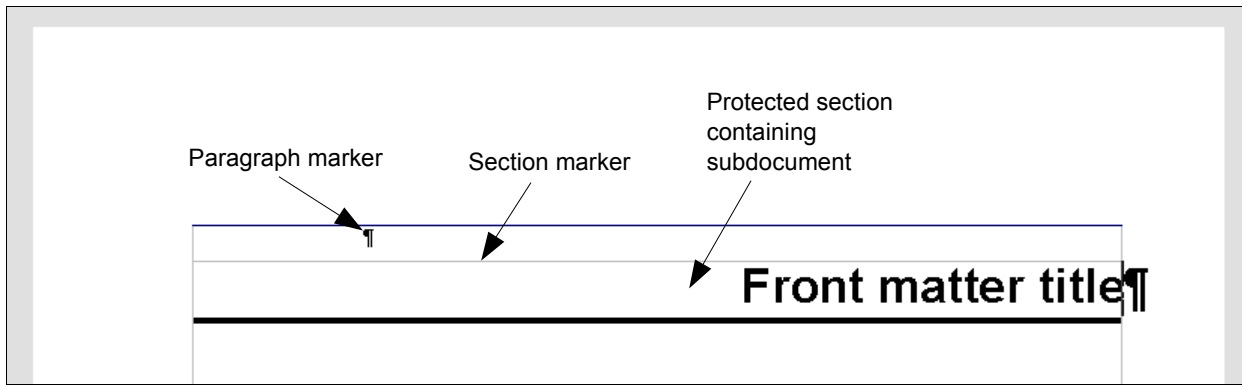 Protected section
containing
subdocument
Paragraph marker
Section marker
¶
Front matter title¶